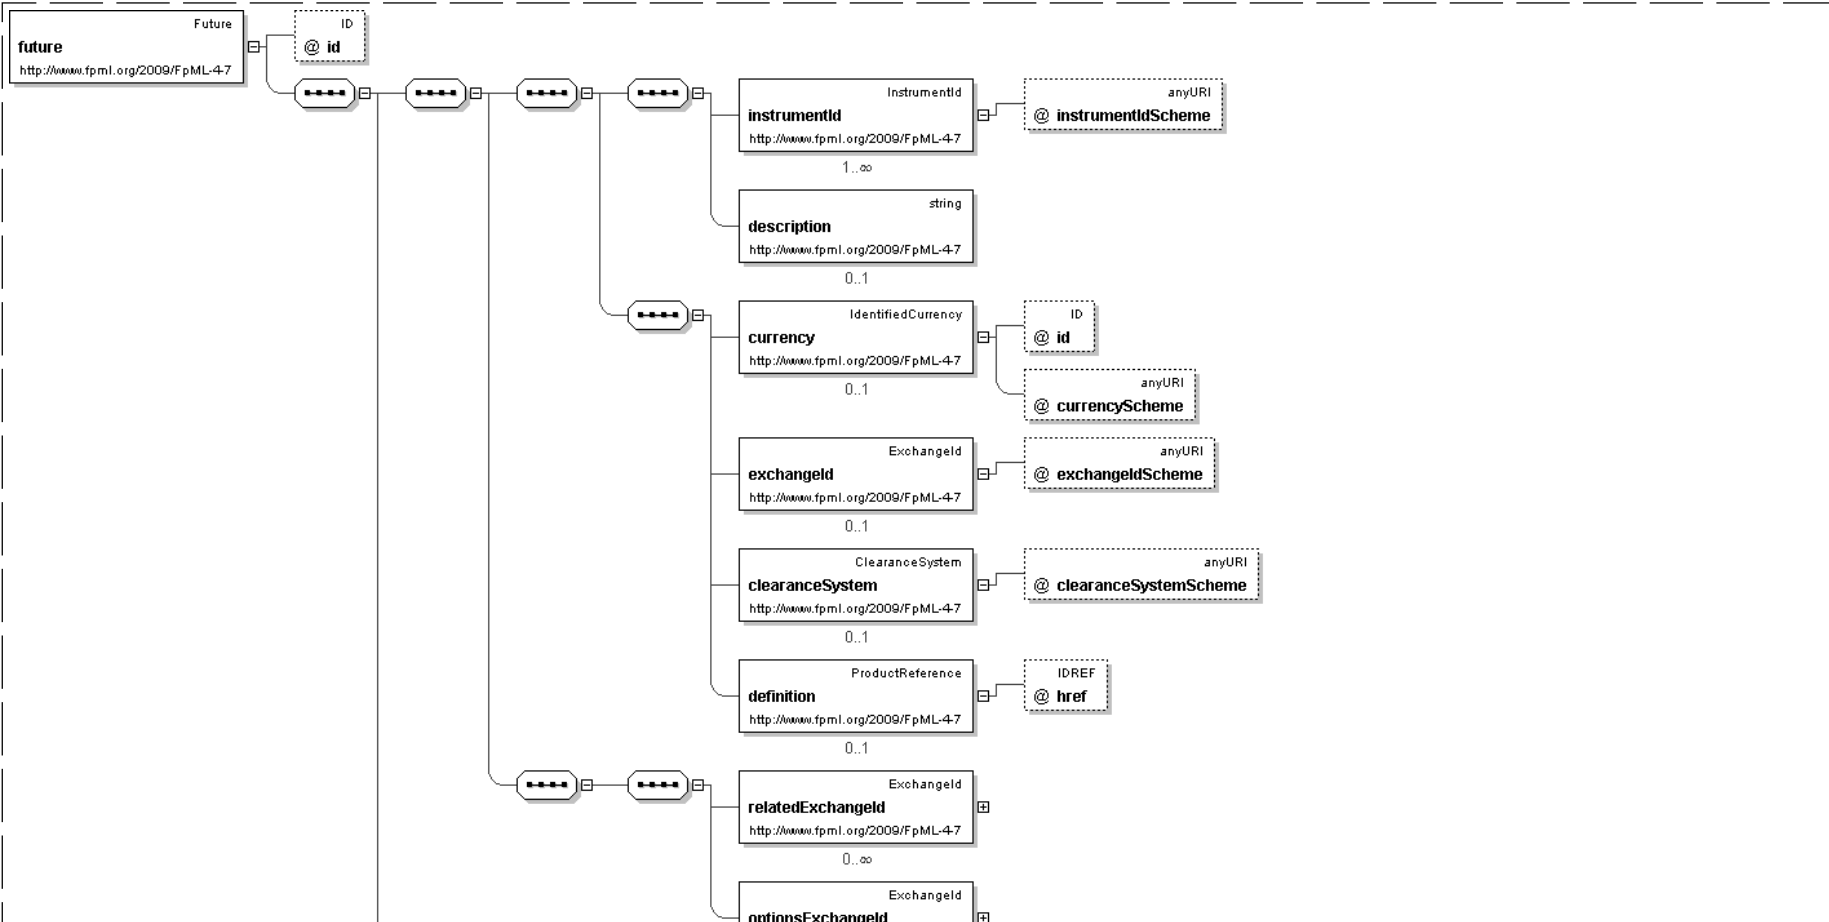 Future
future
http://www.fpml.org/2009/FpML-4-7
ID
@ id
InstrumentId
instrumentId
http://www.fpml.org/2009/FpML-4-7
1..∞
anyURI
@ instrumentIdScheme
string
description
http://www.fpml.org/2009/FpML-4-7
0..1
IdentifiedCurrency
currency
http://www.fpml.org/2009/FpML-4-7
0..1
ID
@ id
anyURI
@ currencyScheme
ExchangeId
exchangeId
http://www.fpml.org/2009/FpML-4-7
0..1
anyURI
@ exchangeIdScheme
ClearanceSystem
clearanceSystem
http://www.fpml.org/2009/FpML-4-7
0..1
anyURI
@ clearanceSystemScheme
ProductReference
definition
http://www.fpml.org/2009/FpML-4-7
0..1
IDREF
@ href
ExchangeId
relatedExchangeId
http://www.fpml.org/2009/FpML-4-7
0..∞
ExchangeId
optionsExchangeId